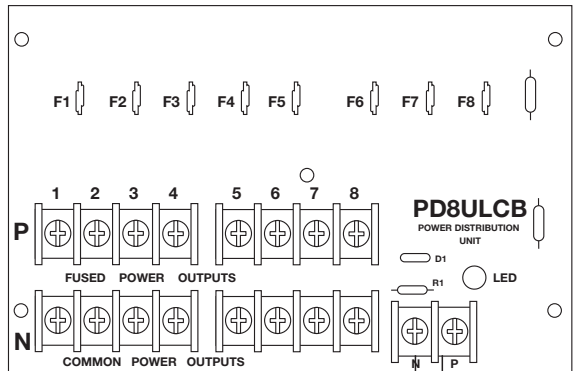 F1 F2 F3 F4 F5 F6 F7 F8
1 2 3 4 5 6 7 8
P
PD8ULCB
POWER DISTRIBUTION
UNIT
D1
FUSED POWER OUTPUTS
LED
R1
N
COMMON POWER OUTPUTS
N P